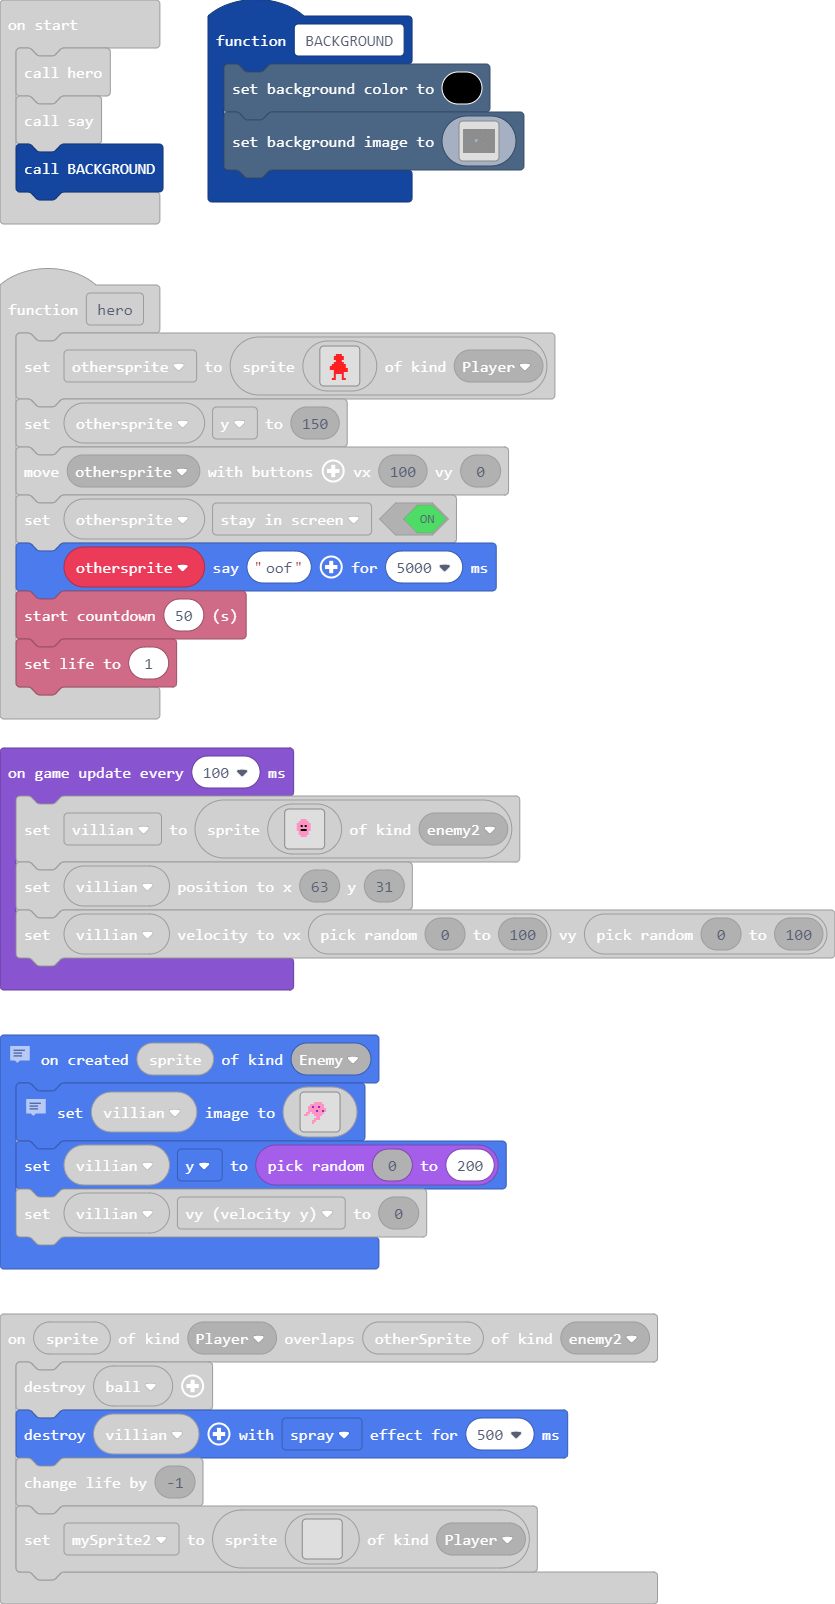 on start
call hero
call say
call BACKGROUND
function BACKGROUND
set background color to
set background image to
function hero
set othersprite to sprite of kind Player
set othersprite y to 150
move othersprite with buttons vx 100 vy 0
set othersprite stay in screen ON
othersprite say "oof" for 5000 ms
start countdown 50 (s)
set life to 1
on game update every 100 ms
set villian to sprite of kind enemy2
set villian position to x 63 y 31
set villian velocity to vx pick random 0 to 100 vy pick random 0 to 100
on created sprite of kind Enemy
set villian image to
set villian y to pick random 0 to 200
set villian vy (velocity y) to 0
on sprite of kind Player overlaps otherSprite of kind enemy2
destroy ball
destroy villian with spray effect for 500 ms
change life by -1
set mySprite2 to sprite of kind Player